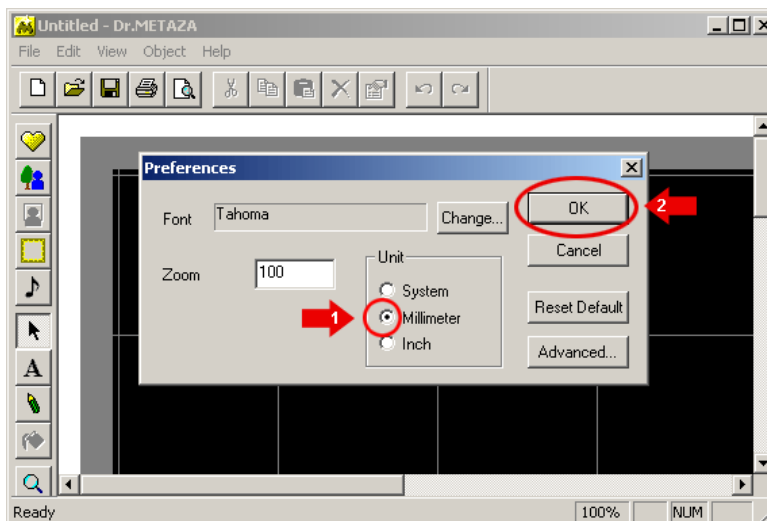 Untitled - Dr.METAZA
File Edit View Object Help
Preferences
Font Tahoma Change... OK 2
Zoom 100 Unit Cancel
System
1 Millimeter Reset Default
Inch Advanced...
A
Ready 100% NUM